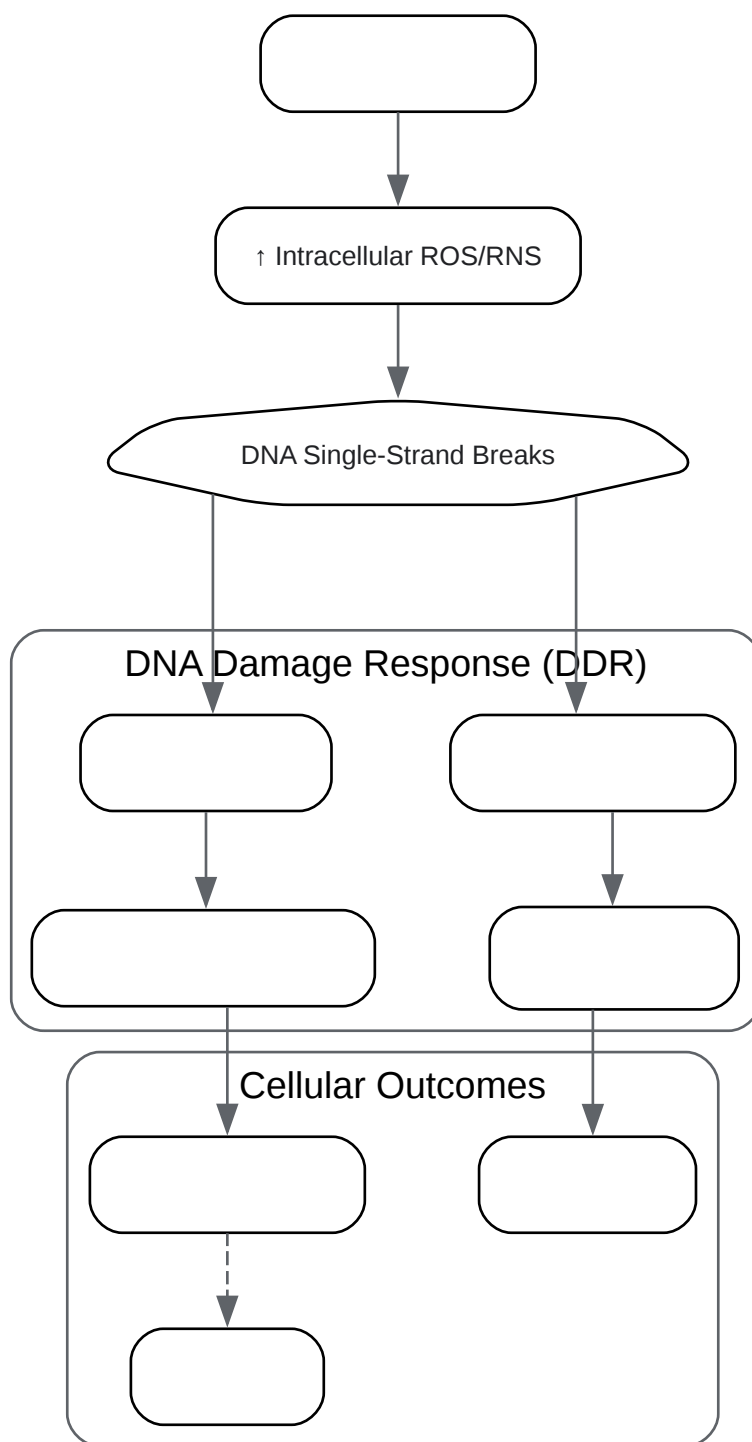 ↑ Intracellular ROS/RNS
DNA Single-Strand Breaks
DNA Damage Response (DDR)
Cellular Outcomes